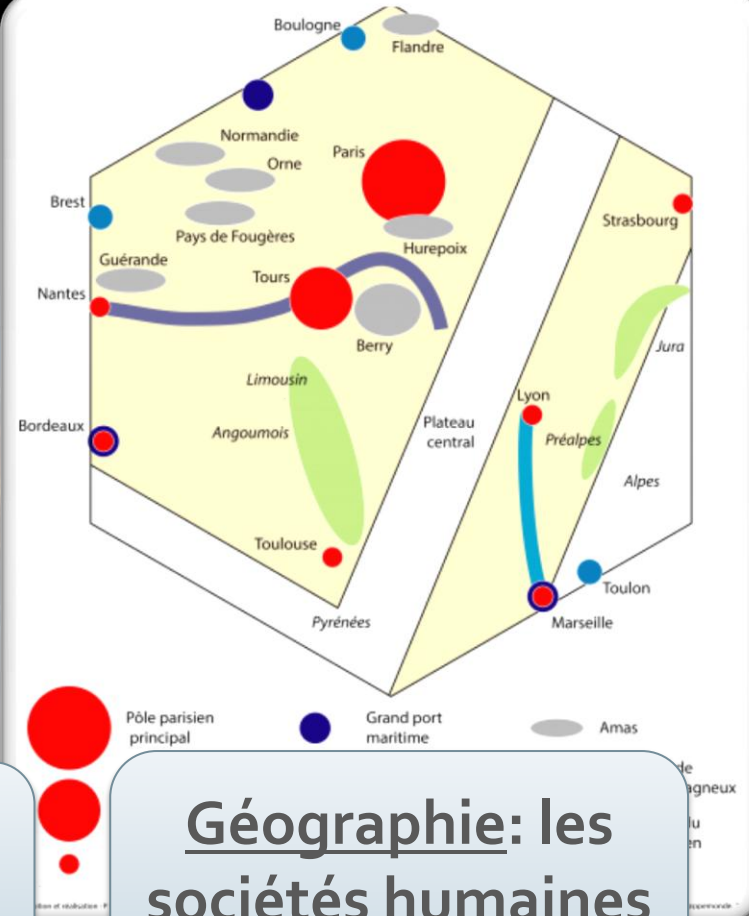 Boulogne
Flandre
Normandie
Orne
Paris
Brest
Pays de Fougères
Strasbourg
Hurepoix
Guérande
Tours
Nantes
Berry
Jura
Limousin
Lyon
Bordeaux
Angoumois
Plateau
central
Préalpes
Alpes
Toulouse
Toulon
Pyrénées
Marseille
Pôle parisien
principal
Grand port
maritime
Amas
de
agneux
Géographie: les
sociétés humaines